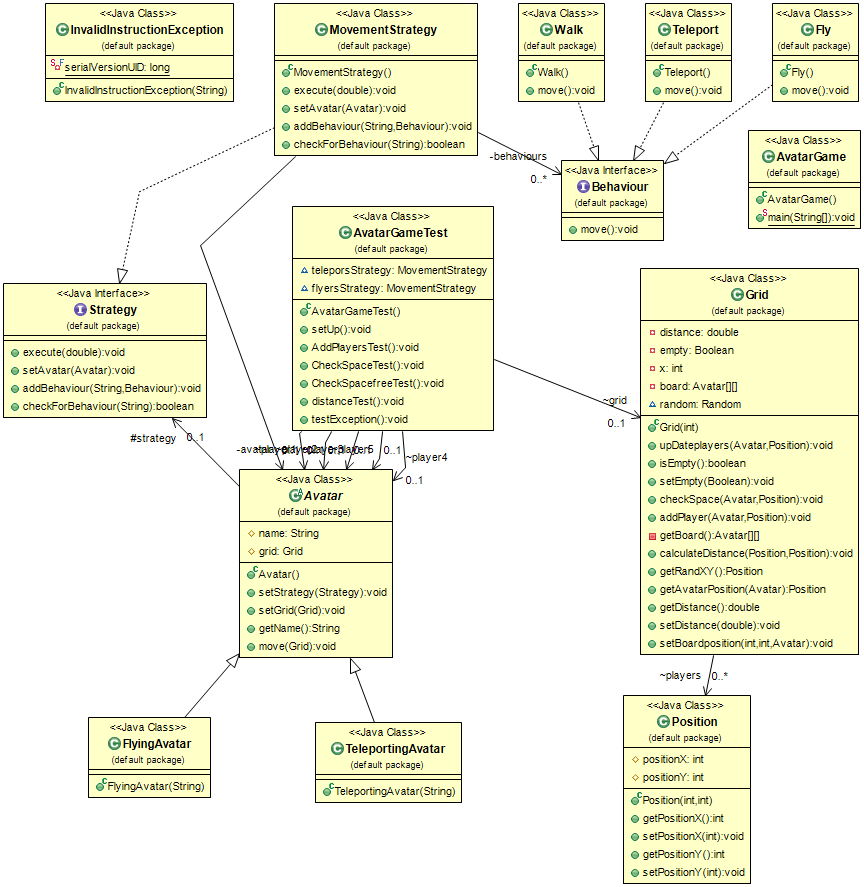 <<Java Class>>
InvalidInstructionException
(default package)
serialVersionUID: long
InvalidInstructionException(String)
<<Java Class>>
MovementStrategy
(default package)
MovementStrategy()
execute(double):void
setAvatar(Avatar):void
addBehaviour(String,Behaviour):void
checkForBehaviour(String):boolean
<<Java Class>>
Walk
(default package)
Walk()
move():void
<<Java Class>>
Teleport
(default package)
Teleport()
move():void
<<Java Class>>
Fly
(default package)
Fly()
move():void
-behaviours
0..*
<<Java Interface>>
Behaviour
(default package)
move():void
<<Java Class>>
AvatarGame
(default package)
AvatarGame()
main(String[]):void
<<Java Class>>
AvatarGameTest
(default package)
teleporsStrategy: MovementStrategy
flyersStrategy: MovementStrategy
AvatarGameTest()
setUp():void
AddPlayersTest():void
CheckSpaceTest():void
CheckSpacefreeTest():void
distanceTest():void
testException():void
<<Java Interface>>
Strategy
(default package)
execute(double):void
setAvatar(Avatar):void
addBehaviour(String,Behaviour):void
checkForBehaviour(String):boolean
<<Java Class>>
Grid
(default package)
distance: double
empty: Boolean
x: int
board: Avatar[][]
random: Random
Grid(int)
upDateplayers(Avatar,Position):void
isEmpty():boolean
setEmpty(Boolean):void
checkSpace(Avatar,Position):void
addPlayer(Avatar,Position):void
getBoard():Avatar[][]
calculateDistance(Position,Position):void
getRandXY():Position
getAvatarPosition(Avatar):Position
getDistance():double
setDistance(double):void
setBoardposition(int,int,Avatar):void
~grid
0..1
#strategy
0..1
0..1
~player4
0..1
<<Java Class>>
Avatar
(default package)
name: String
grid: Grid
Avatar()
setStrategy(Strategy):void
setGrid(Grid):void
getName():String
move(Grid):void
~players
0..*
<<Java Class>>
FlyingAvatar
(default package)
FlyingAvatar(String)
<<Java Class>>
TeleportingAvatar
(default package)
TeleportingAvatar(String)
<<Java Class>>
Position
(default package)
positionX: int
positionY: int
Position(int,int)
getPositionX():int
setPositionX(int):void
getPositionY():int
setPositionY(int):void